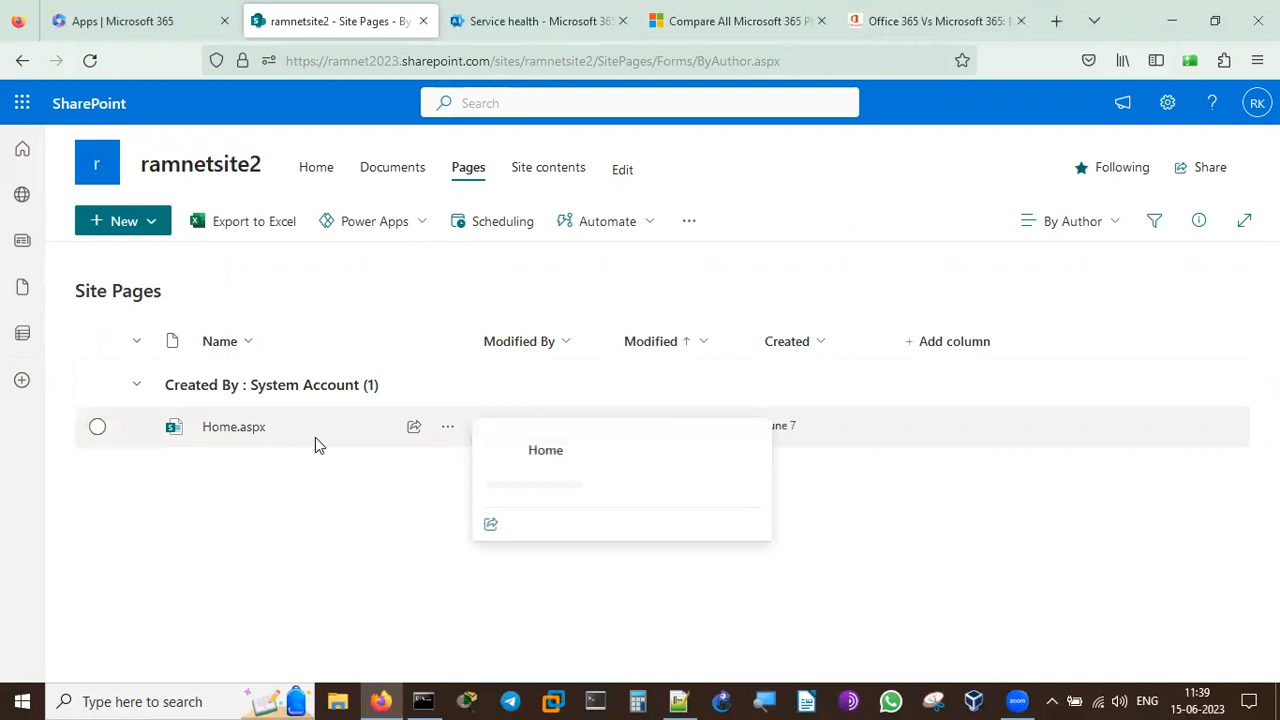 Apps | Microsoft 365
ramnetsite2 - Site Pages - By
Service health - Microsoft 365
Compare All Microsoft 365 Pl
Office 365 Vs Microsoft 365:
https://ramnet2023.sharepoint.com/sites/ramnetsite2/SitePages/Forms/ByAuthor.aspx
SharePoint
Search
RK
r
ramnetsite2
Home
Documents
Pages
Site contents
Edit
Following
Share
+ New
Export to Excel
Power Apps
Scheduling
Automate
...
By Author
Site Pages
Name
Modified By
Modified ↑
Created
+ Add column
Created By : System Account (1)
Home.aspx
...
une 7
Home
Type here to search
zoom
ENG
11:39
15-06-2023